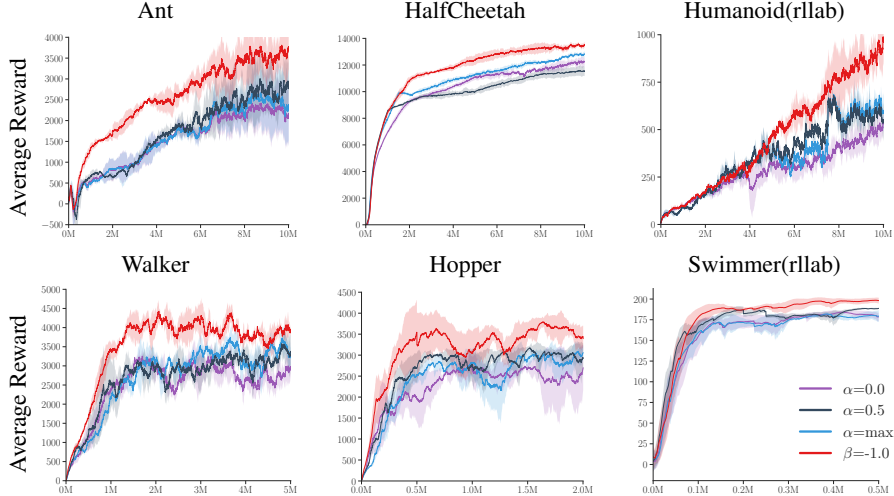 Ant
HalfCheetah
Humanoid(rllab)
Average Reward
4000
3500
3000
2500
2000
1500
1000
500
0
−500
0M
2M
4M
6M
8M
10M
14000
12000
10000
8000
6000
4000
2000
0
0M
2M
4M
6M
8M
10M
1000
750
500
250
0M
2M
4M
6M
8M
10M
Walker
Hopper
Swimmer(rllab)
Average Reward
5000
4500
4000
3500
3000
2500
2000
1500
1000
500
0
0M
1M
2M
3M
4M
5M
4500
4000
3500
3000
2500
2000
1500
1000
500
0
0.0M
0.5M
1.0M
1.5M
2.0M
200
175
150
125
100
75
50
25
0
0.0M
0.1M
0.2M
0.3M
0.4M
0.5M
α=0.0
α=0.5
α=max
β=-1.0